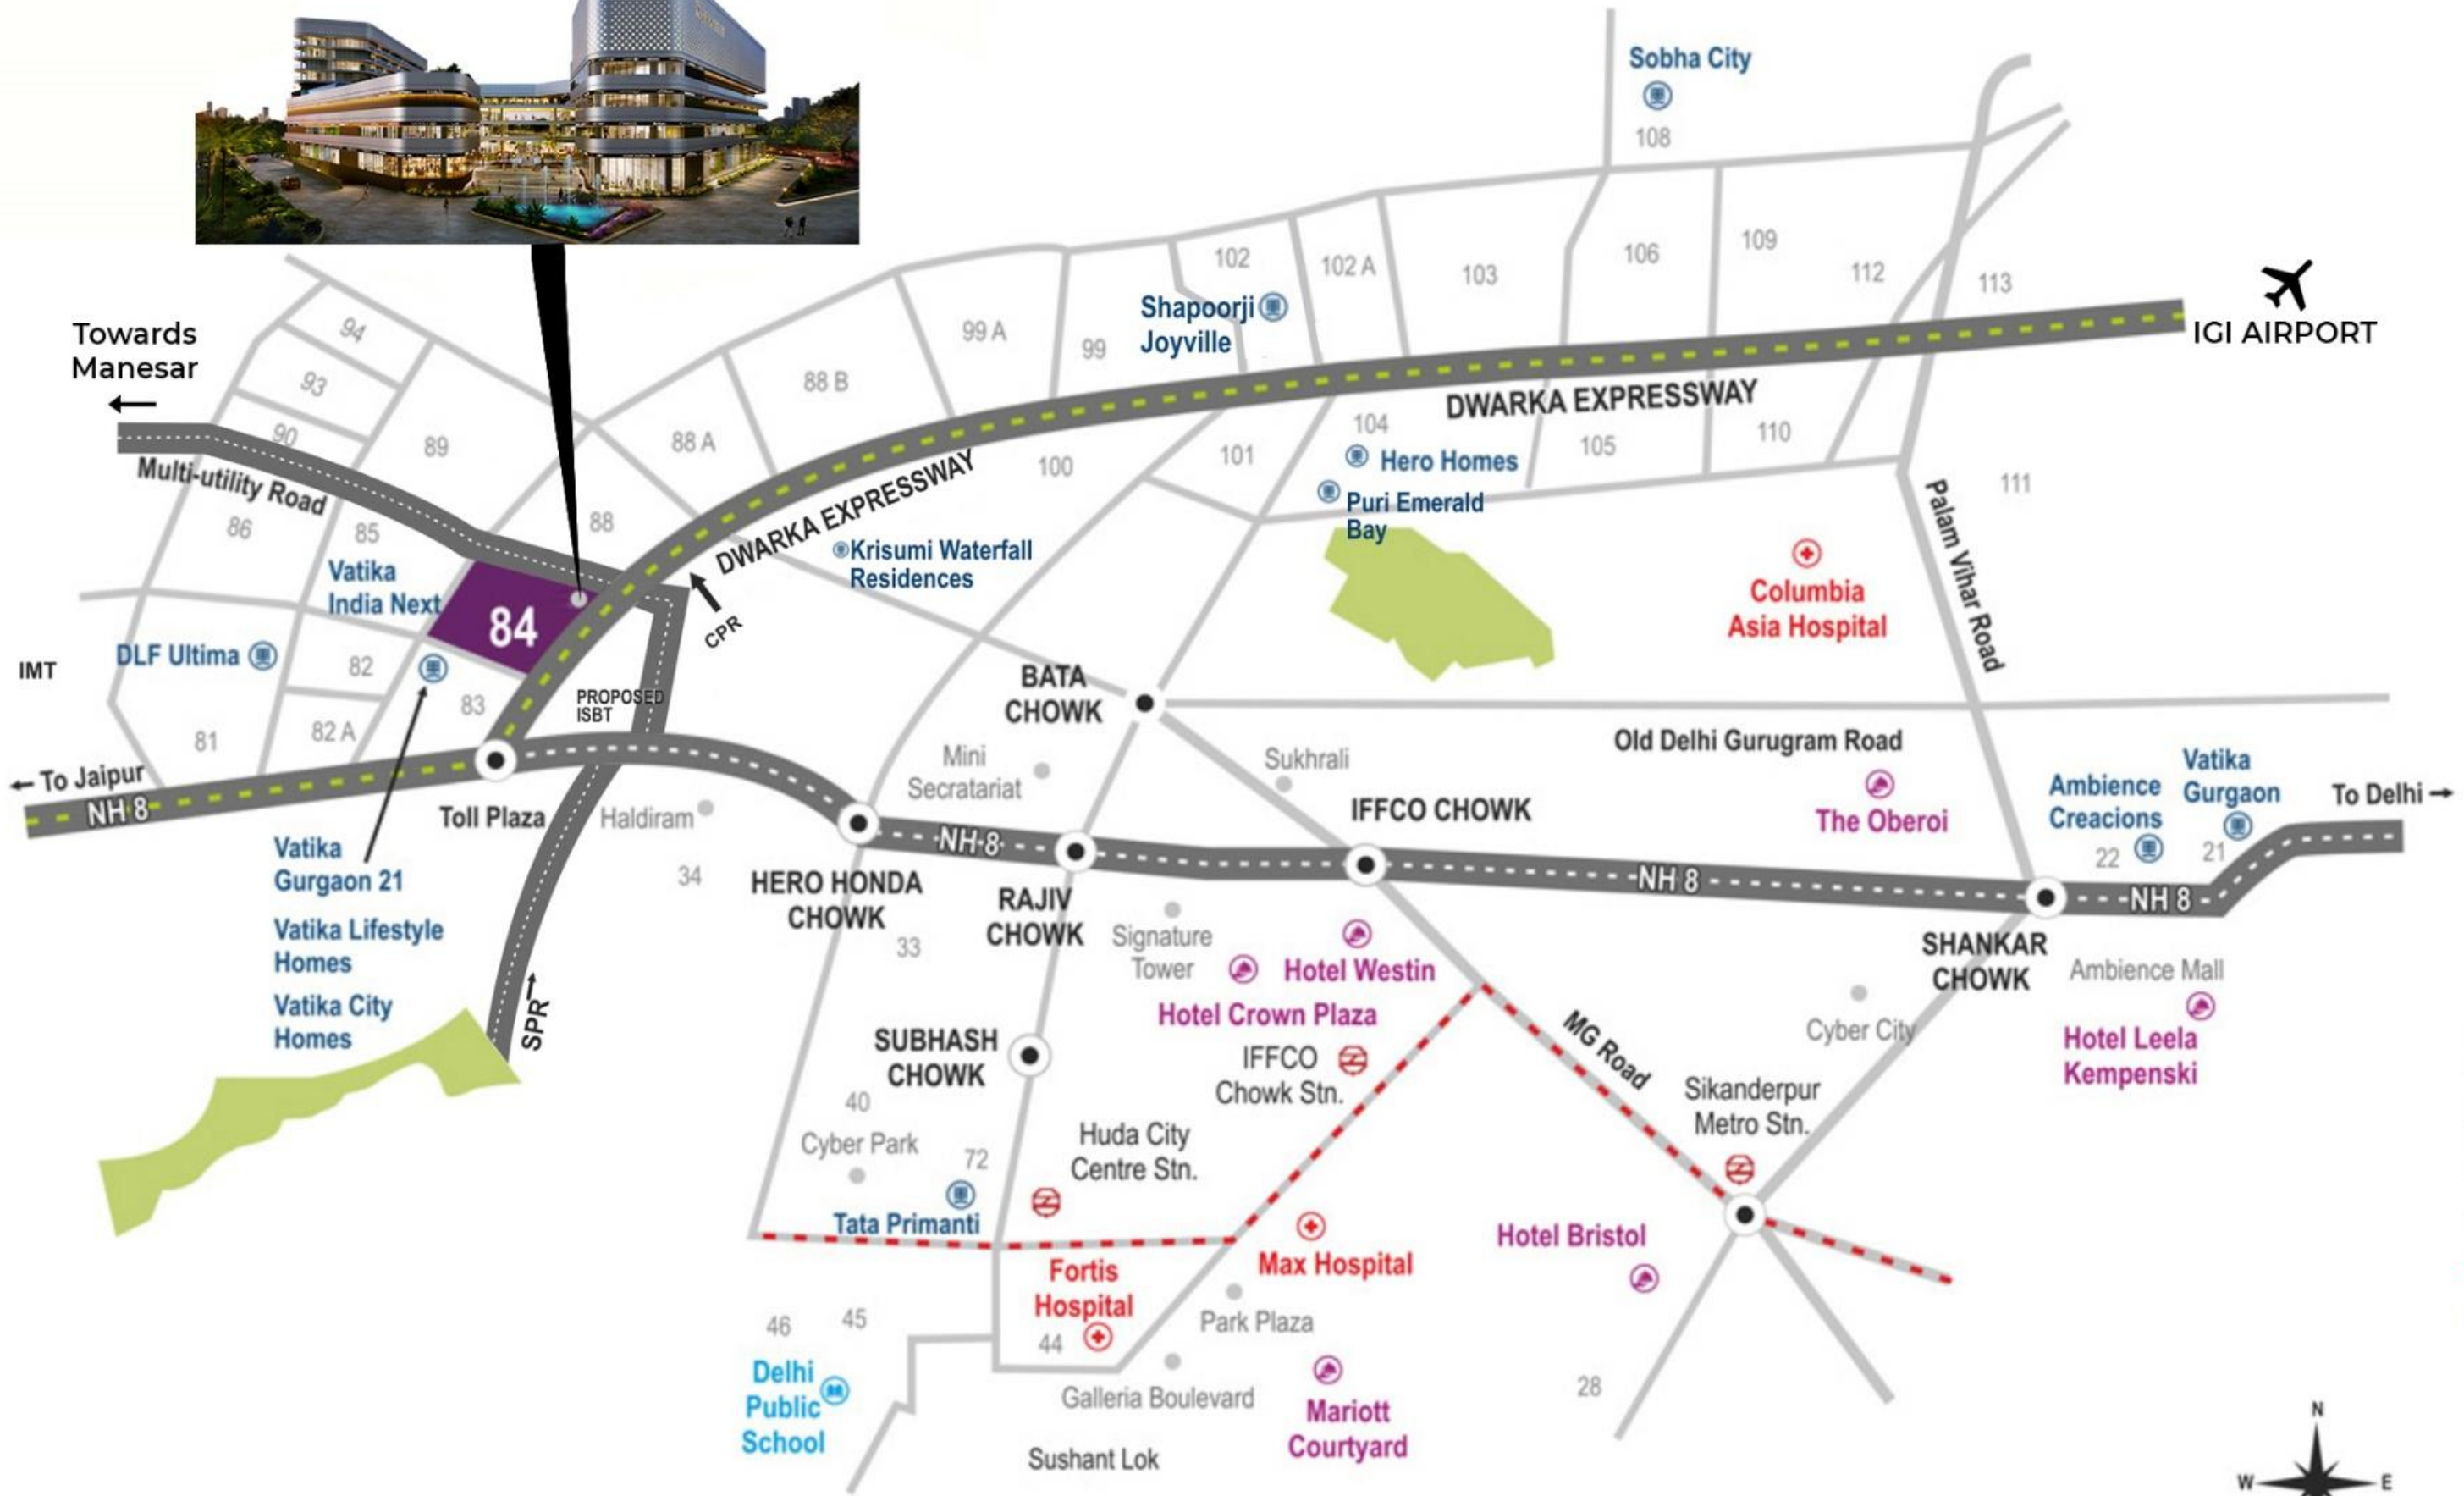 Sobha City
108
102
102 A
103
106
109
112
113
IGI AIRPORT
Shapoorji
Joyville
99 A
99
88 B
88 A
94
93
90
89
Towards
Manesar
←
Multi-utility Road
86
85
88
DWARKA EXPRESSWAY
DWARKA EXPRESSWAY
100
101
104
Hero Homes
105
110
111
Puri Emerald
Bay
Palam Vihar Road
Krisumi Waterfall
Residences
CPR
Columbia
Asia Hospital
Vatika
India Next
84
DLF Ultima
IMT
82
83
82 A
81
PROPOSED
ISBT
BATA
CHOWK
Mini
Secratariat
Sukhrali
Old Delhi Gurugram Road
The Oberoi
IFFCO CHOWK
Ambience
Creacions
22
Vatika
Gurgaon
21
To Delhi →
← To Jaipur
NH 8
Toll Plaza
Haldiram
34
NH-8
NH 8
NH 8
HERO HONDA
CHOWK
33
RAJIV
CHOWK
Signature
Tower
Hotel Westin
Hotel Crown Plaza
SHANKAR
CHOWK
Ambience Mall
Hotel Leela
Kempenski
Cyber City
Vatika
Gurgaon 21
Vatika Lifestyle
Homes
Vatika City
Homes
SPR→
SUBHASH
CHOWK
IFFCO
Chowk Stn.
MG Road
Sikanderpur
Metro Stn.
40
Cyber Park
72
Tata Primanti
Huda City
Centre Stn.
Hotel Bristol
Fortis
Hospital
44
Max Hospital
Park Plaza
46
45
Delhi
Public
School
Galleria Boulevard
Mariott
Courtyard
Sushant Lok
28
N
W
E